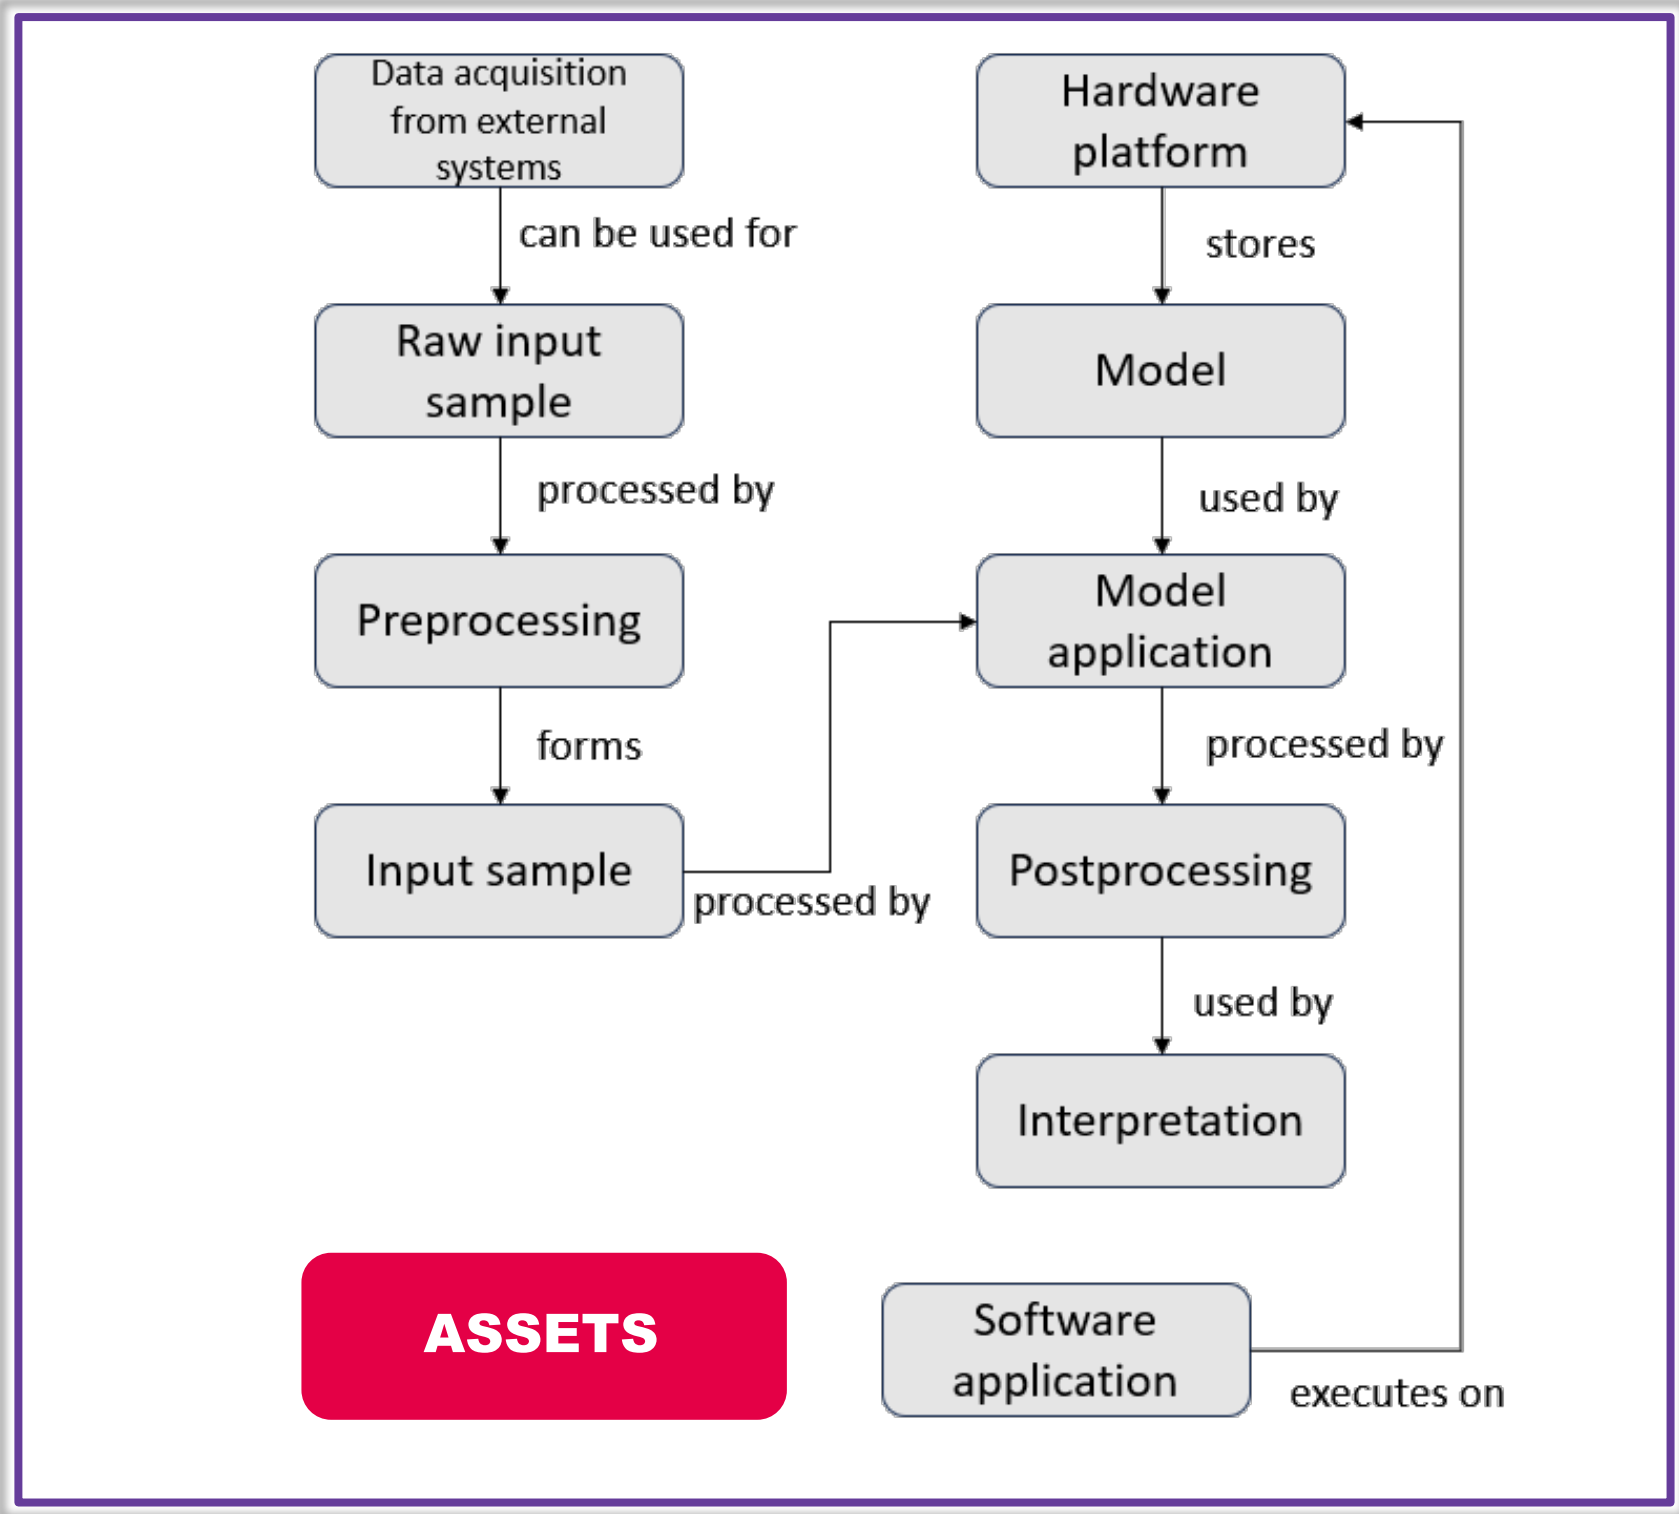 Data acquisition
from external
systems
can be used for
Raw input
sample
processed by
Preprocessing
forms
Input sample
processed by
Hardware
platform
stores
Model
used by
Model
application
processed by
Postprocessing
used by
Interpretation
Software
application
executes on
ASSETS